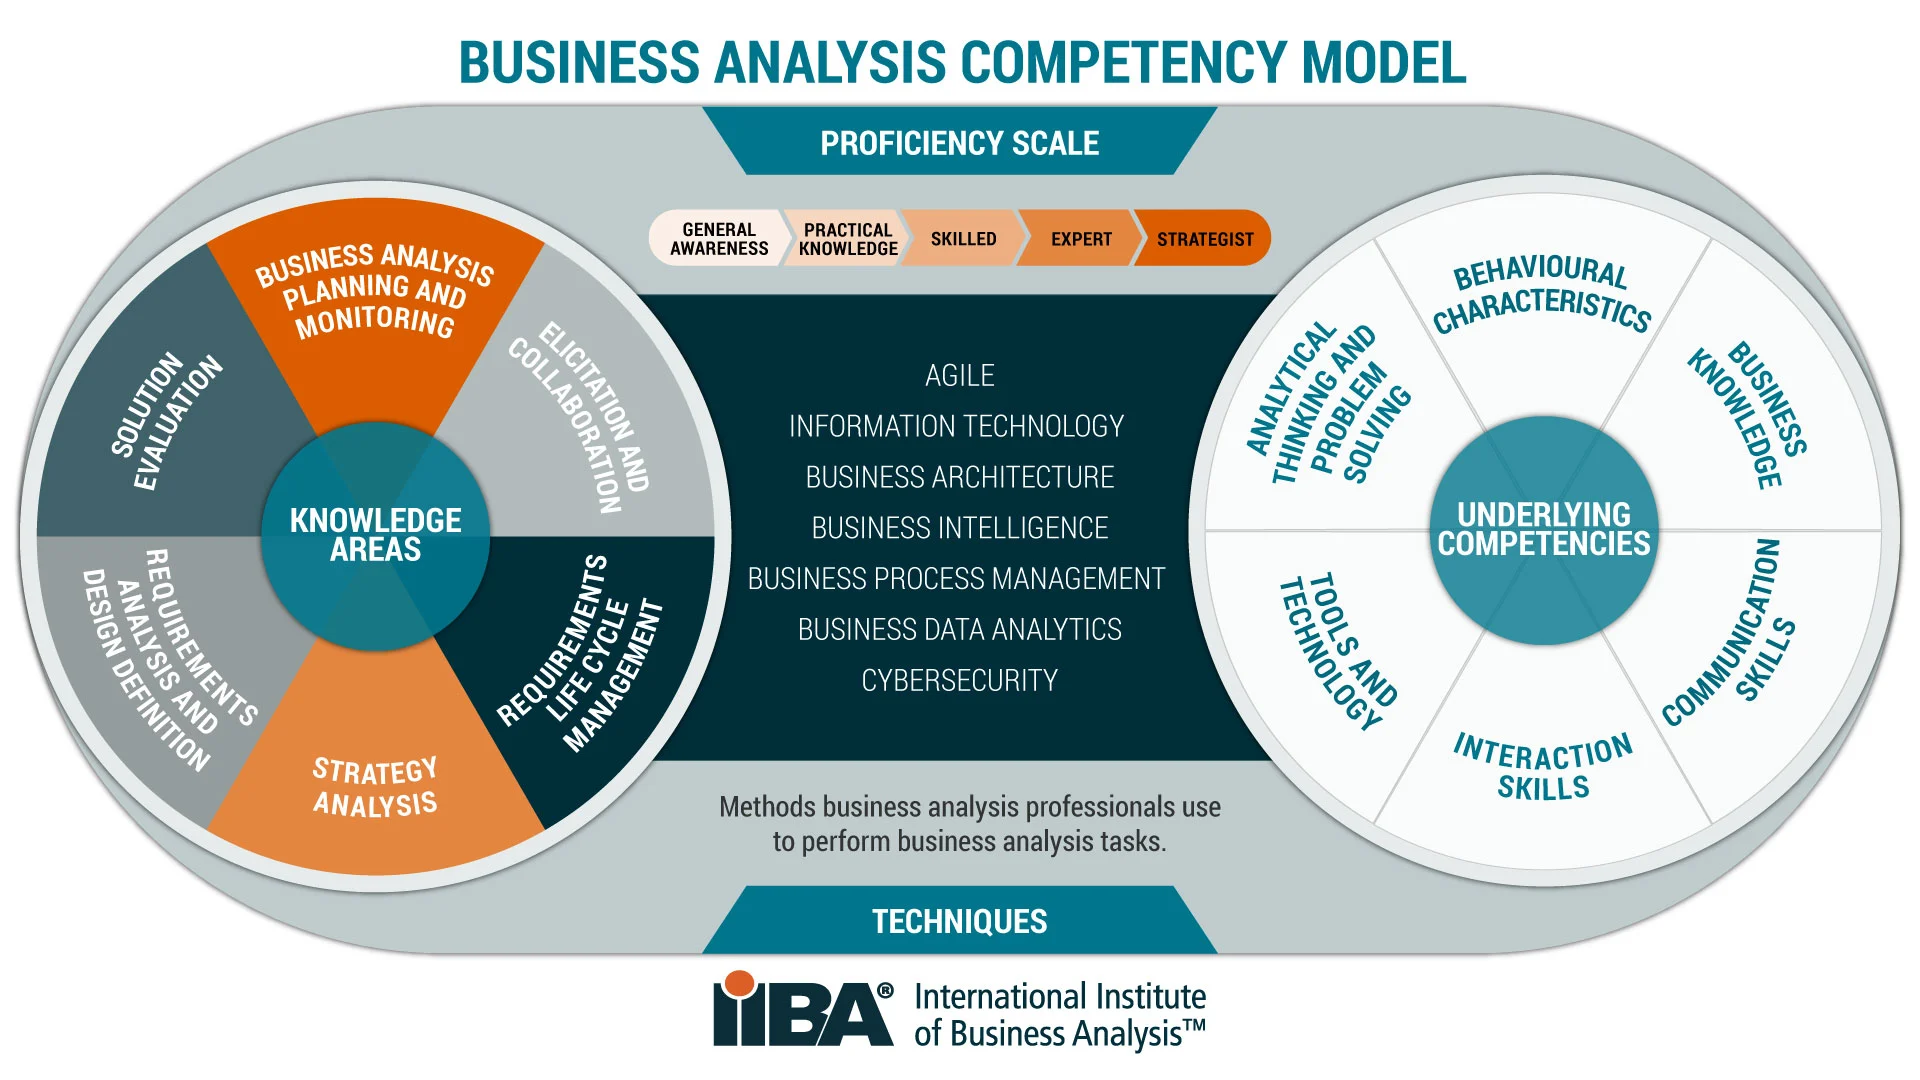 BUSINESS ANALYSIS COMPETENCY MODEL
PROFICIENCY SCALE
GENERAL
AWARENESS
PRACTICAL
KNOWLEDGE
SKILLED
EXPERT
STRATEGIST
BUSINESS ANALYSIS
PLANNING AND
MONITORING
ELICITATION AND
COLLABORATION
REQUIREMENTS
LIFE CYCLE
MANAGEMENT
STRATEGY
ANALYSIS
REQUIREMENTS
ANALYSIS AND
DESIGN DEFINITION
SOLUTION
EVALUATION
KNOWLEDGE
AREAS
AGILE
INFORMATION TECHNOLOGY
BUSINESS ARCHITECTURE
BUSINESS INTELLIGENCE
BUSINESS PROCESS MANAGEMENT
BUSINESS DATA ANALYTICS
CYBERSECURITY
BEHAVIOURAL
CHARACTERISTICS
BUSINESS
KNOWLEDGE
COMMUNICATION
SKILLS
INTERACTION
SKILLS
TOOLS AND
TECHNOLOGY
ANALYTICAL
THINKING AND
PROBLEM
SOLVING
UNDERLYING
COMPETENCIES
Methods business analysis professionals use
to perform business analysis tasks.
TECHNIQUES
iiBA® International Institute
of Business Analysis™